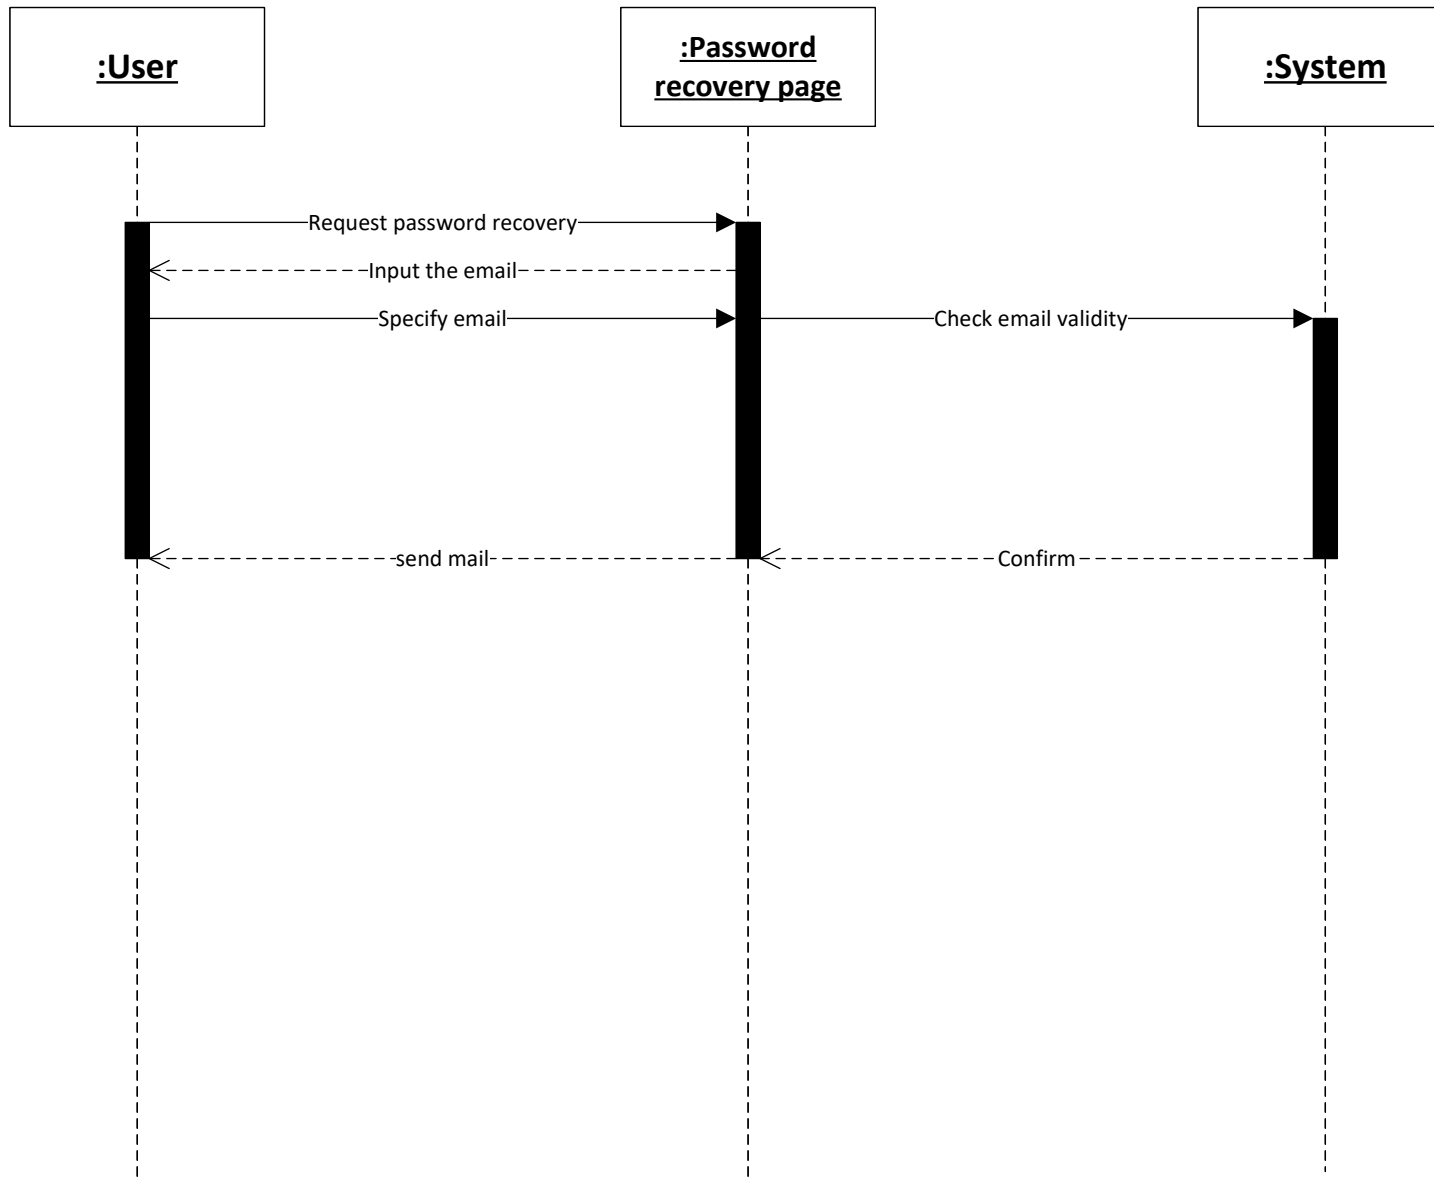 :User
:Password
recovery page
:System
Request password recovery
Input the email
Specify email
Check email validity
send mail
Confirm